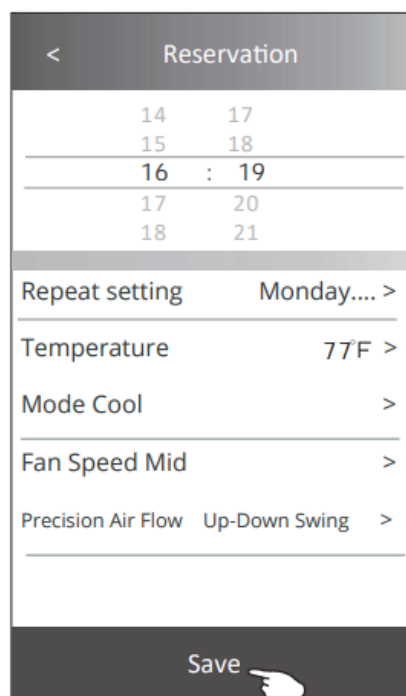 < Reservation
14 17
15 18
16 : 19
17 20
18 21
Repeat setting Monday.... >
Temperature 77°F >
Mode Cool >
Fan Speed Mid >
Precision Air Flow Up-Down Swing >
Save